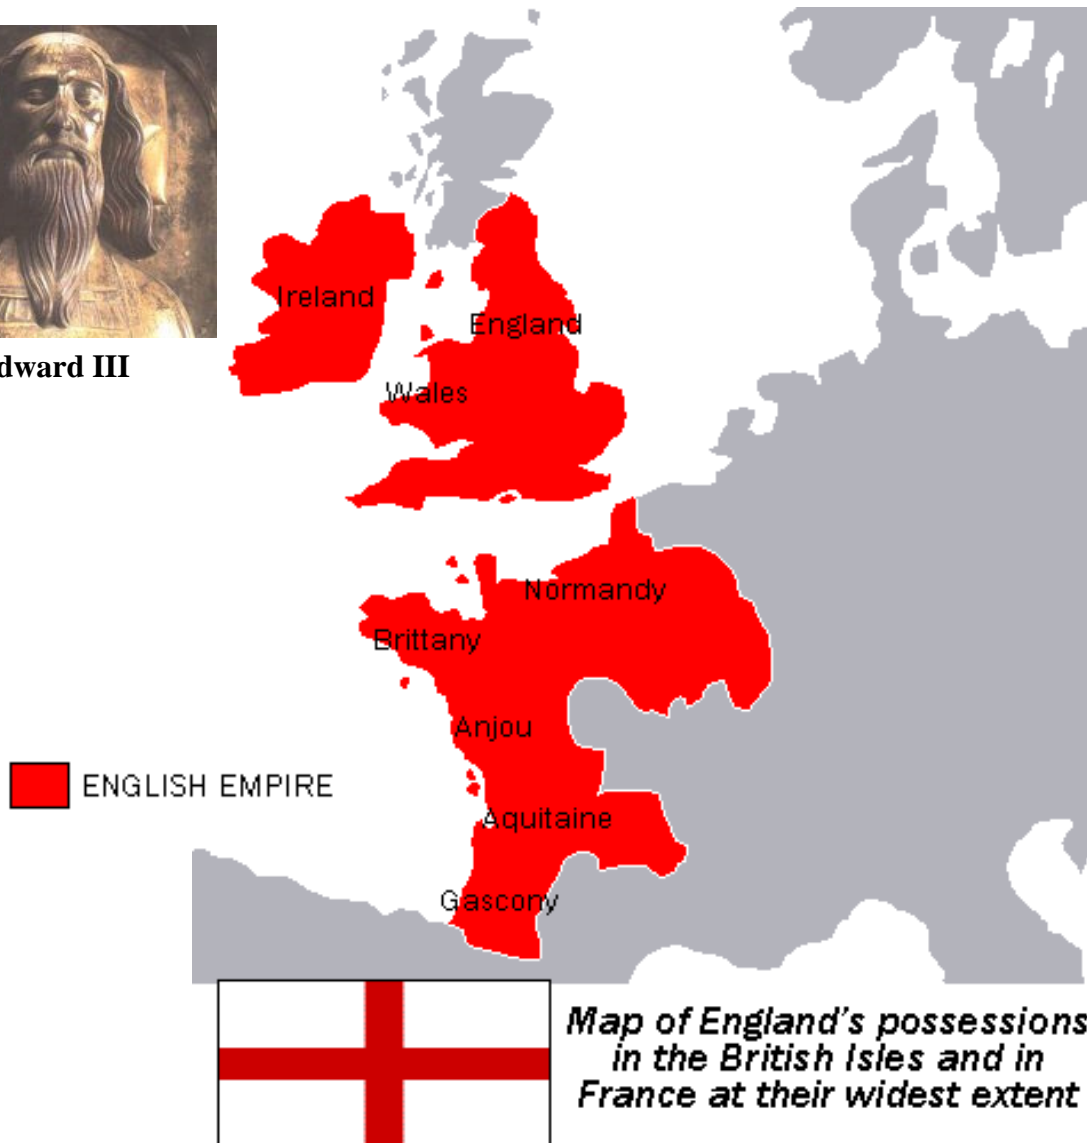 dward III
Ireland
England
Wales
Normandy
Brittany
Anjou
ENGLISH EMPIRE
Aquitaine
Gascony
Map of England's possessions
in the British Isles and in
France at their widest extent